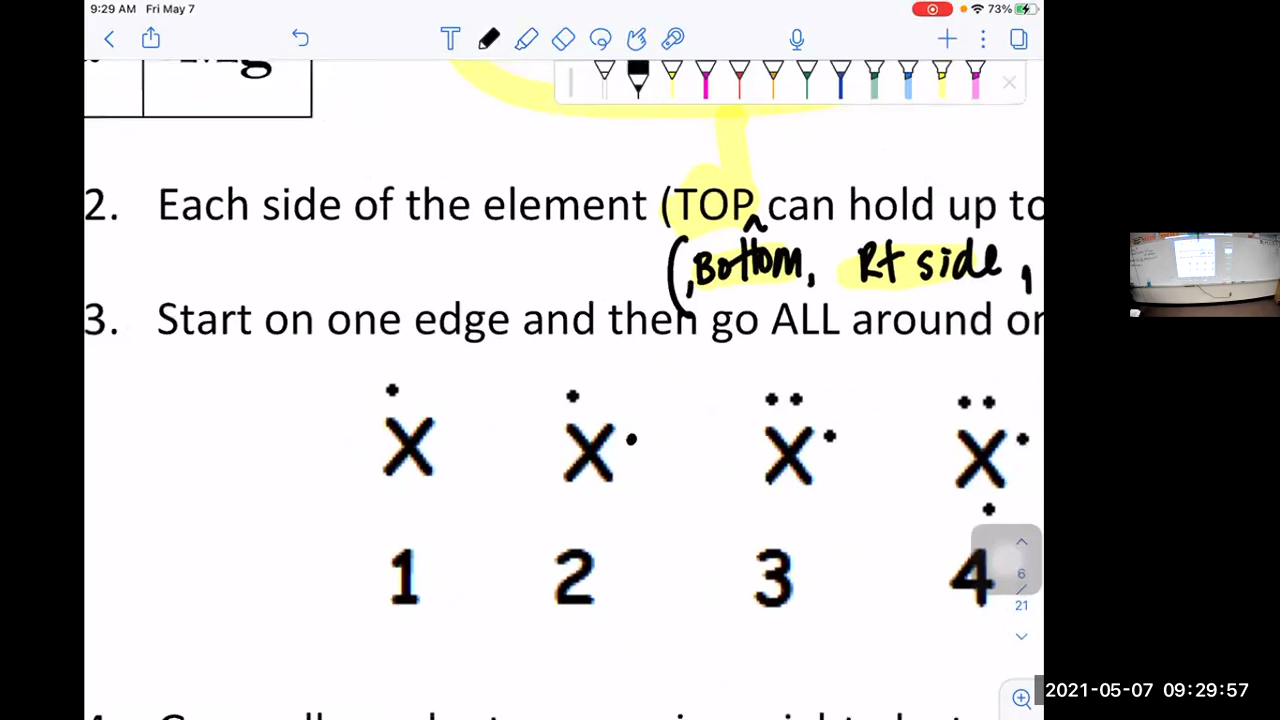 9:29 AM Fri May 7
73%
2. Each side of the element (TOP ^ can hold up to
(, Bottom, Rt side,
3. Start on one edge and then go ALL around
X X X X
1 2 3 4
6
/
21
2021-05-07 09:29:57